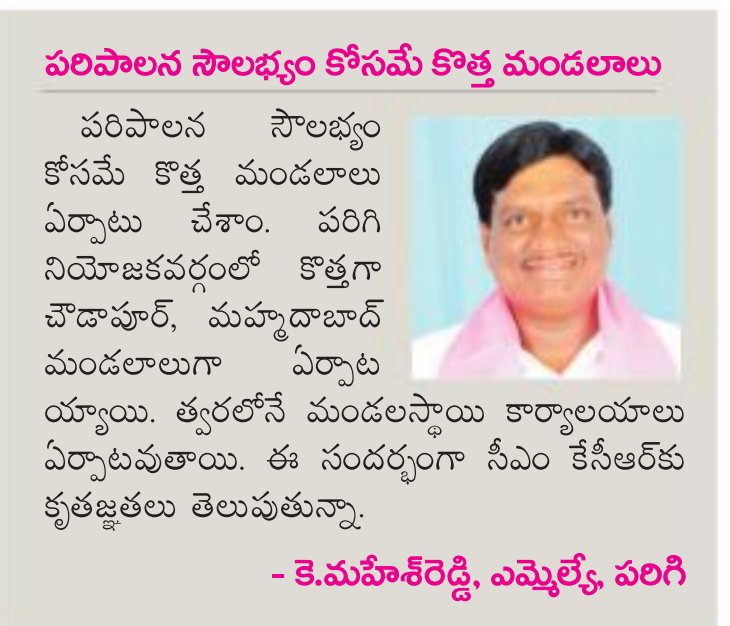 పరిపాలన సౌలభ్యం కోసమే కొత్త మండలాలు
పరిపాలన సౌలభ్యం
కోసమే కొత్త మండలాలు
ఏర్పాటు చేశాం. పరిగి
నియోజకవర్గంలో కొత్తగా
చౌడాపూర్, మహ్మదాబాద్
మండలాలుగా ఏర్పాట
య్యాయి. త్వరలోనే మండలస్థాయి కార్యాలయాలు
ఏర్పాటవుతాయి. ఈ సందర్భంగా సీఎం కేసీఆర్‌కు
కృతజ్ఞతలు తెలుపుతున్నా.
- కె.మహేశ్‌రెడ్డి, ఎమ్మెల్యే, పరిగి